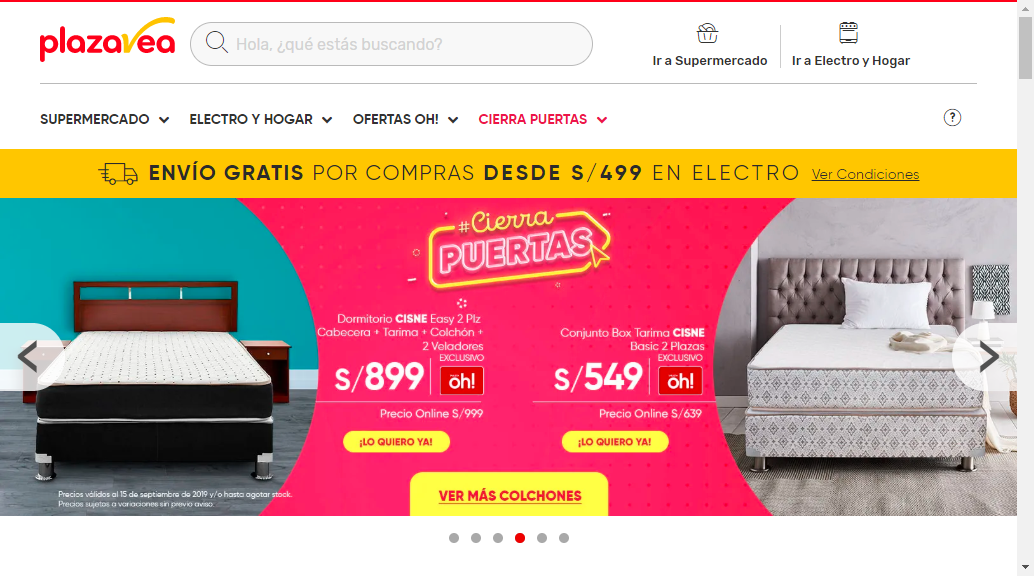 plazavea
Hola, ¿qué estás buscando?
Ir a Supermercado
Ir a Electro y Hogar
SUPERMERCADO
ELECTRO Y HOGAR
OFERTAS OH!
CIERRA PUERTAS
?
ENVÍO GRATIS POR COMPRAS DESDE S/499 EN ELECTRO Ver Condiciones
#Cierra
PUERTAS
Dormitorio CISNE Easy 2 Plz
Cabecera + Tarima + Colchón +
2 Veladores
EXCLUSIVO
S/899
oh!
Precio Online S/999
¡LO QUIERO YA!
Conjunto Box Tarima CISNE
Basic 2 Plazas
EXCLUSIVO
S/549
oh!
Precio Online S/639
¡LO QUIERO YA!
VER MÁS COLCHONES
Precios válidos al 15 de septiembre de 2019 y/o hasta agotar stock.
Precios sujetos a variaciones sin previo aviso.